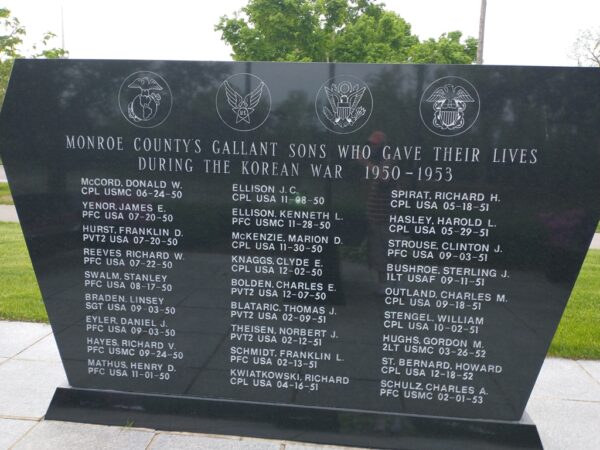 MONROE COUNTY'S GALLANT SONS WHO GAVE THEIR LIVES
DURING THE KOREAN WAR 1950-1953
McCORD, DONALD W.
CPL USMC 06-24-50
YENOR, JAMES E.
PFC USA 07-20-50
HURST, FRANKLIN D.
PVT2 USA 07-20-50
REEVES RICHARD W.
PFC USA 07-22-50
SWALM, STANLEY
PFC USA 08-17-50
BRADEN, LINSEY
SGT USA 09-03-50
EYLER, DANIEL J.
PFC USA 09-03-50
HAYES, RICHARD V.
PFC USMC 09-24-50
MATHUS, HENRY D.
PFC USA 11-01-50
ELLISON J.C.
CPL USA 11-08-50
ELLISON, KENNETH L.
PFC USMC 11-28-50
McKENZIE, MARION D.
CPL USA 11-30-50
KNAGGS, CLYDE E.
CPL USA 12-02-50
BOLDEN, CHARLES E.
PVT2 USA 12-07-50
BLATARIC, THOMAS J.
PVT2 USA 02-09-51
THEISEN, NORBERT J.
PVT2 USA 02-12-51
SCHMIDT, FRANKLIN L.
PFC USA 02-13-51
KWIATKOWSKI, RICHARD
CPL USA 04-16-51
SPIRAT, RICHARD H.
CPL USA 05-18-51
HASLEY, HAROLD L.
CPL USA 05-29-51
STROUSE, CLINTON J.
PFC USA 09-03-51
BUSHROE, STERLING J.
1LT USAF 09-11-51
OUTLAND, CHARLES M.
CPL USA 09-18-51
STENGEL, WILLIAM
CPL USA 10-02-51
HUGHS, GORDON M.
2LT USMC 03-26-52
ST. BERNARD, HOWARD
CPL USA 12-18-52
SCHULZ, CHARLES A.
PFC USMC 02-01-53